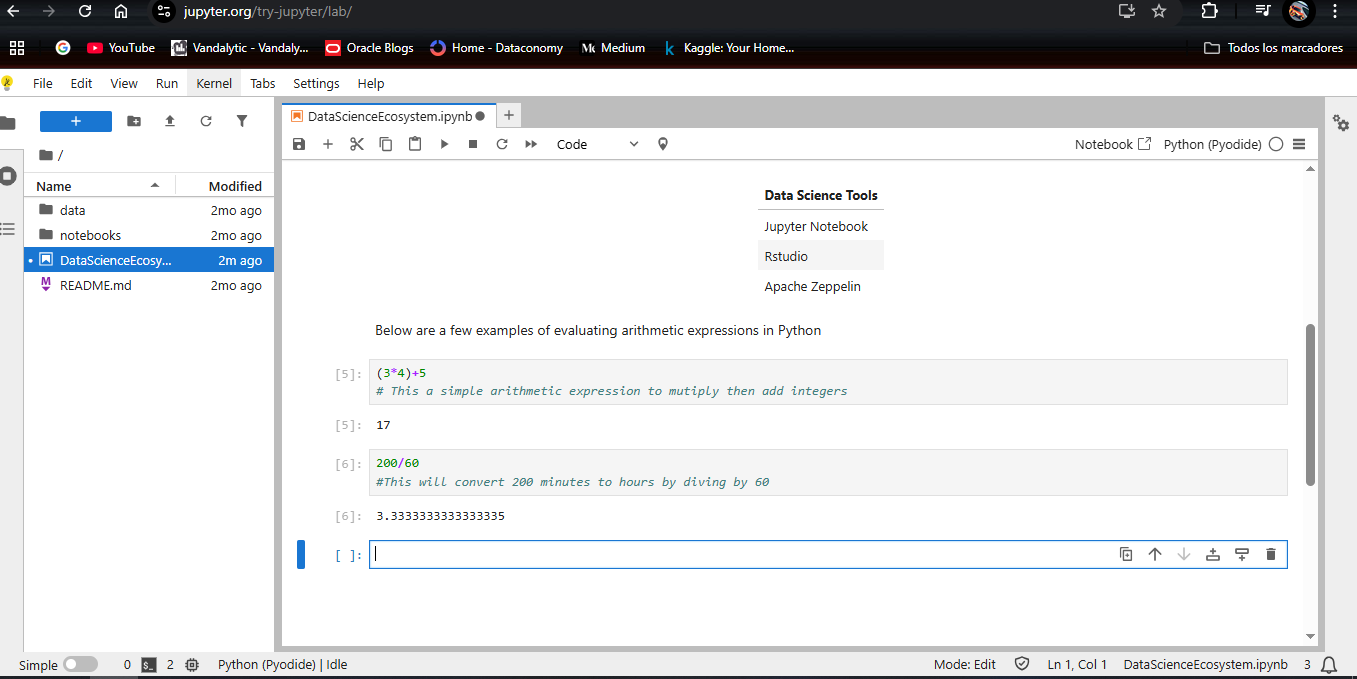 jupyter.org/try-jupyter/lab/
YouTube Vandalytic - Vandaly... Oracle Blogs Home - Dataconomy Medium Kaggle: Your Home... Todos los marcadores
File Edit View Run Kernel Tabs Settings Help
DataScienceEcosystem.ipynb
Code Notebook Python (Pyodide)
/
Name Modified
data 2mo ago
notebooks 2mo ago
DataScienceEcosy... 2m ago
README.md 2mo ago
Data Science Tools
Jupyter Notebook
Rstudio
Apache Zeppelin
Below are a few examples of evaluating arithmetic expressions in Python
[5]: (3*4)+5
# This a simple arithmetic expression to mutiply then add integers
[5]: 17
[6]: 200/60
#This will convert 200 minutes to hours by diving by 60
[6]: 3.3333333333333335
[ ]:
Simple 0 2 Python (Pyodide) | Idle Mode: Edit Ln 1, Col 1 DataScienceEcosystem.ipynb 3